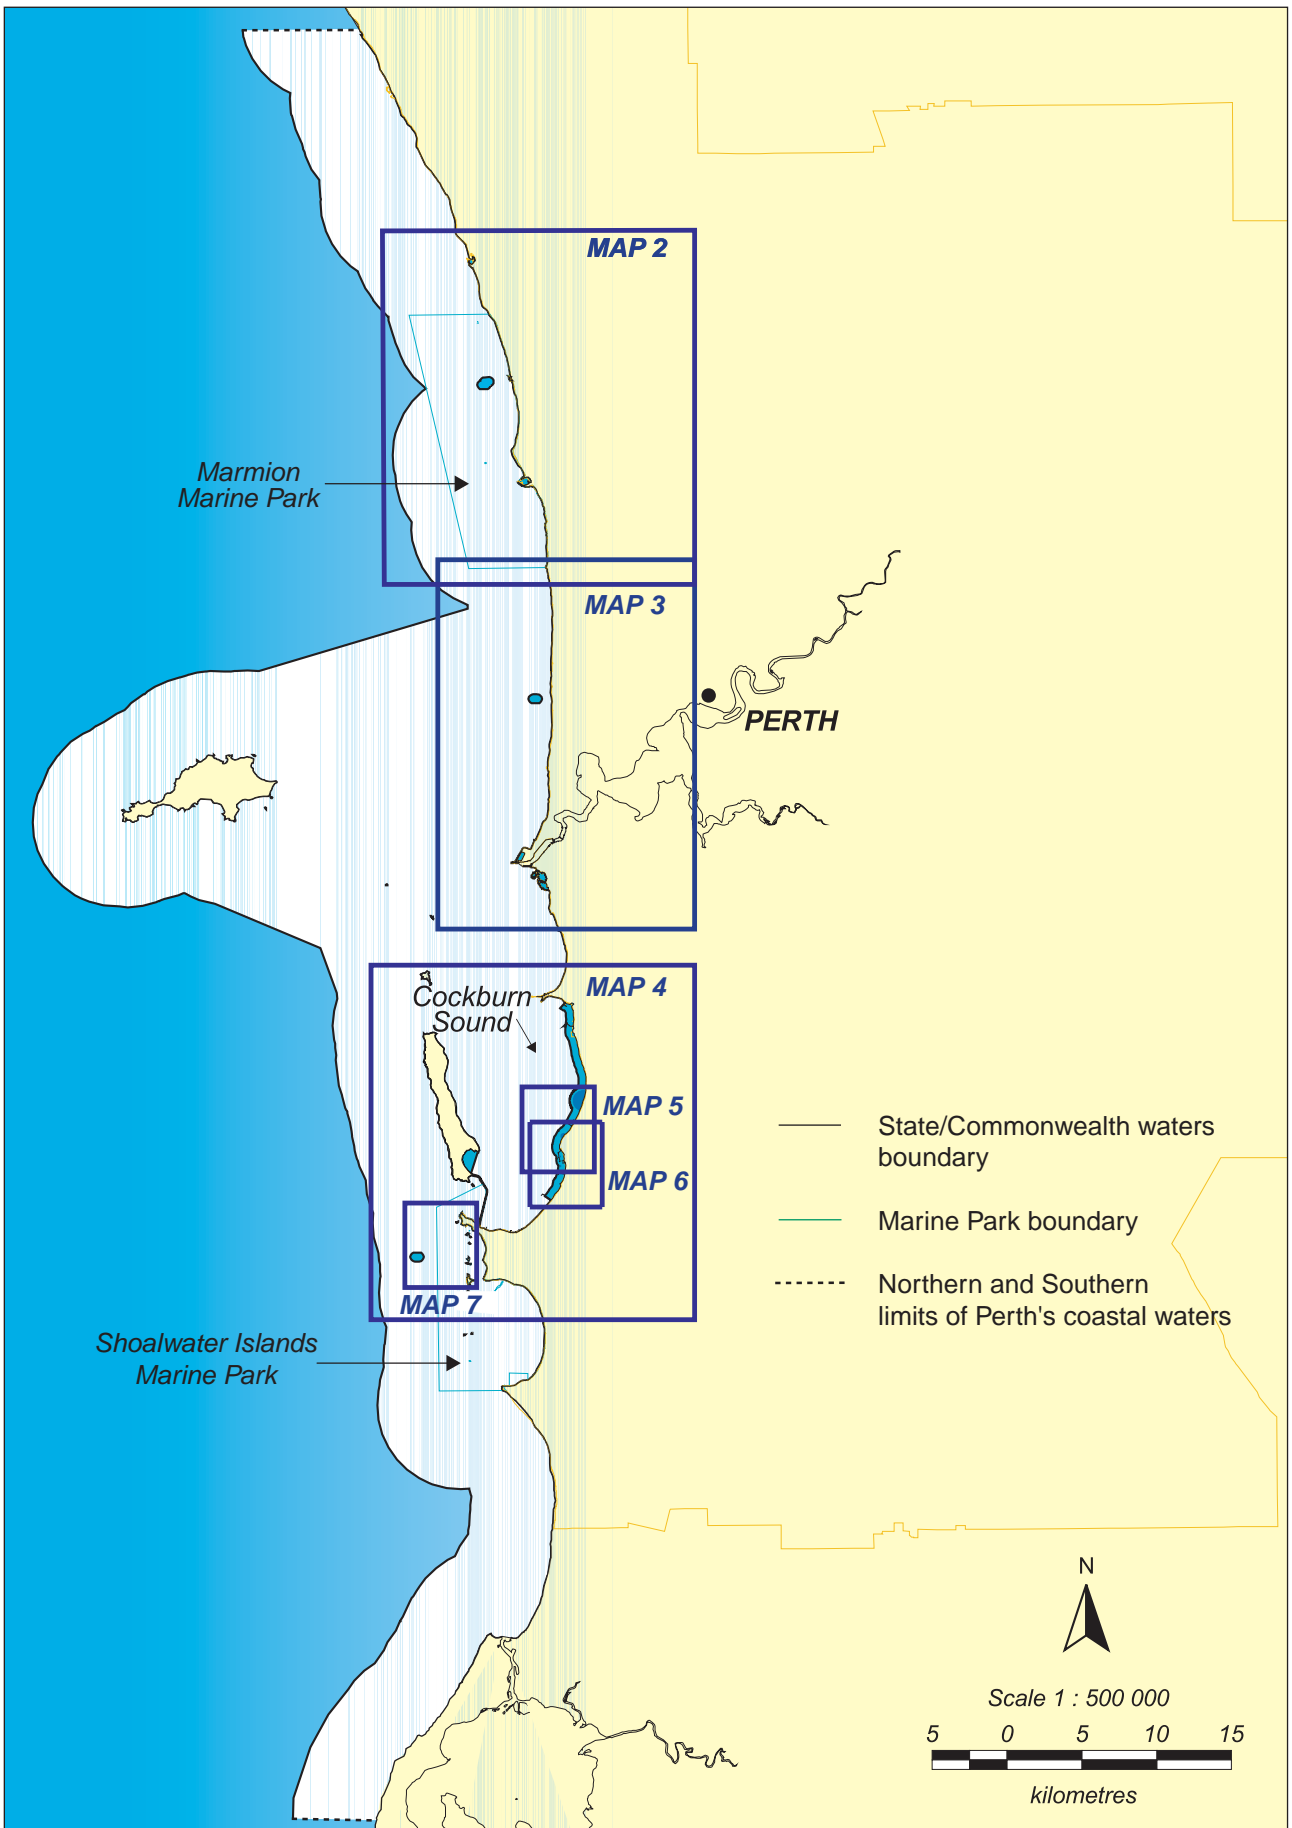 MAP 2
Marmion
Marine Park
MAP 3
PERTH
MAP 4
Cockburn
Sound
MAP 5
MAP 6
MAP 7
Shoalwater Islands
Marine Park
State/Commonwealth waters
boundary
Marine Park boundary
Northern and Southern
limits of Perth's coastal waters
N
Scale 1 : 500 000
5 0 5 10 15
kilometres